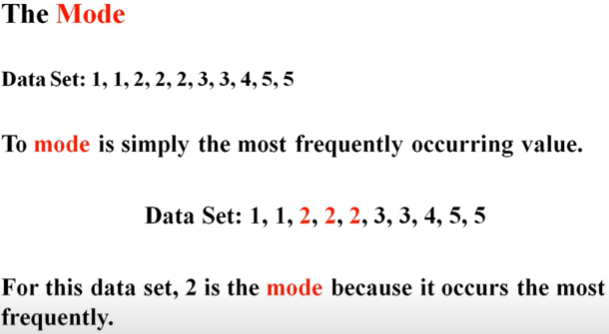 The Mode
Data Set: 1, 1, 2, 2, 2, 3, 3, 4, 5, 5
To mode is simply the most frequently occurring value.
Data Set: 1, 1, 2, 2, 2, 3, 3, 4, 5, 5
For this data set, 2 is the mode because it occurs the most
frequently.